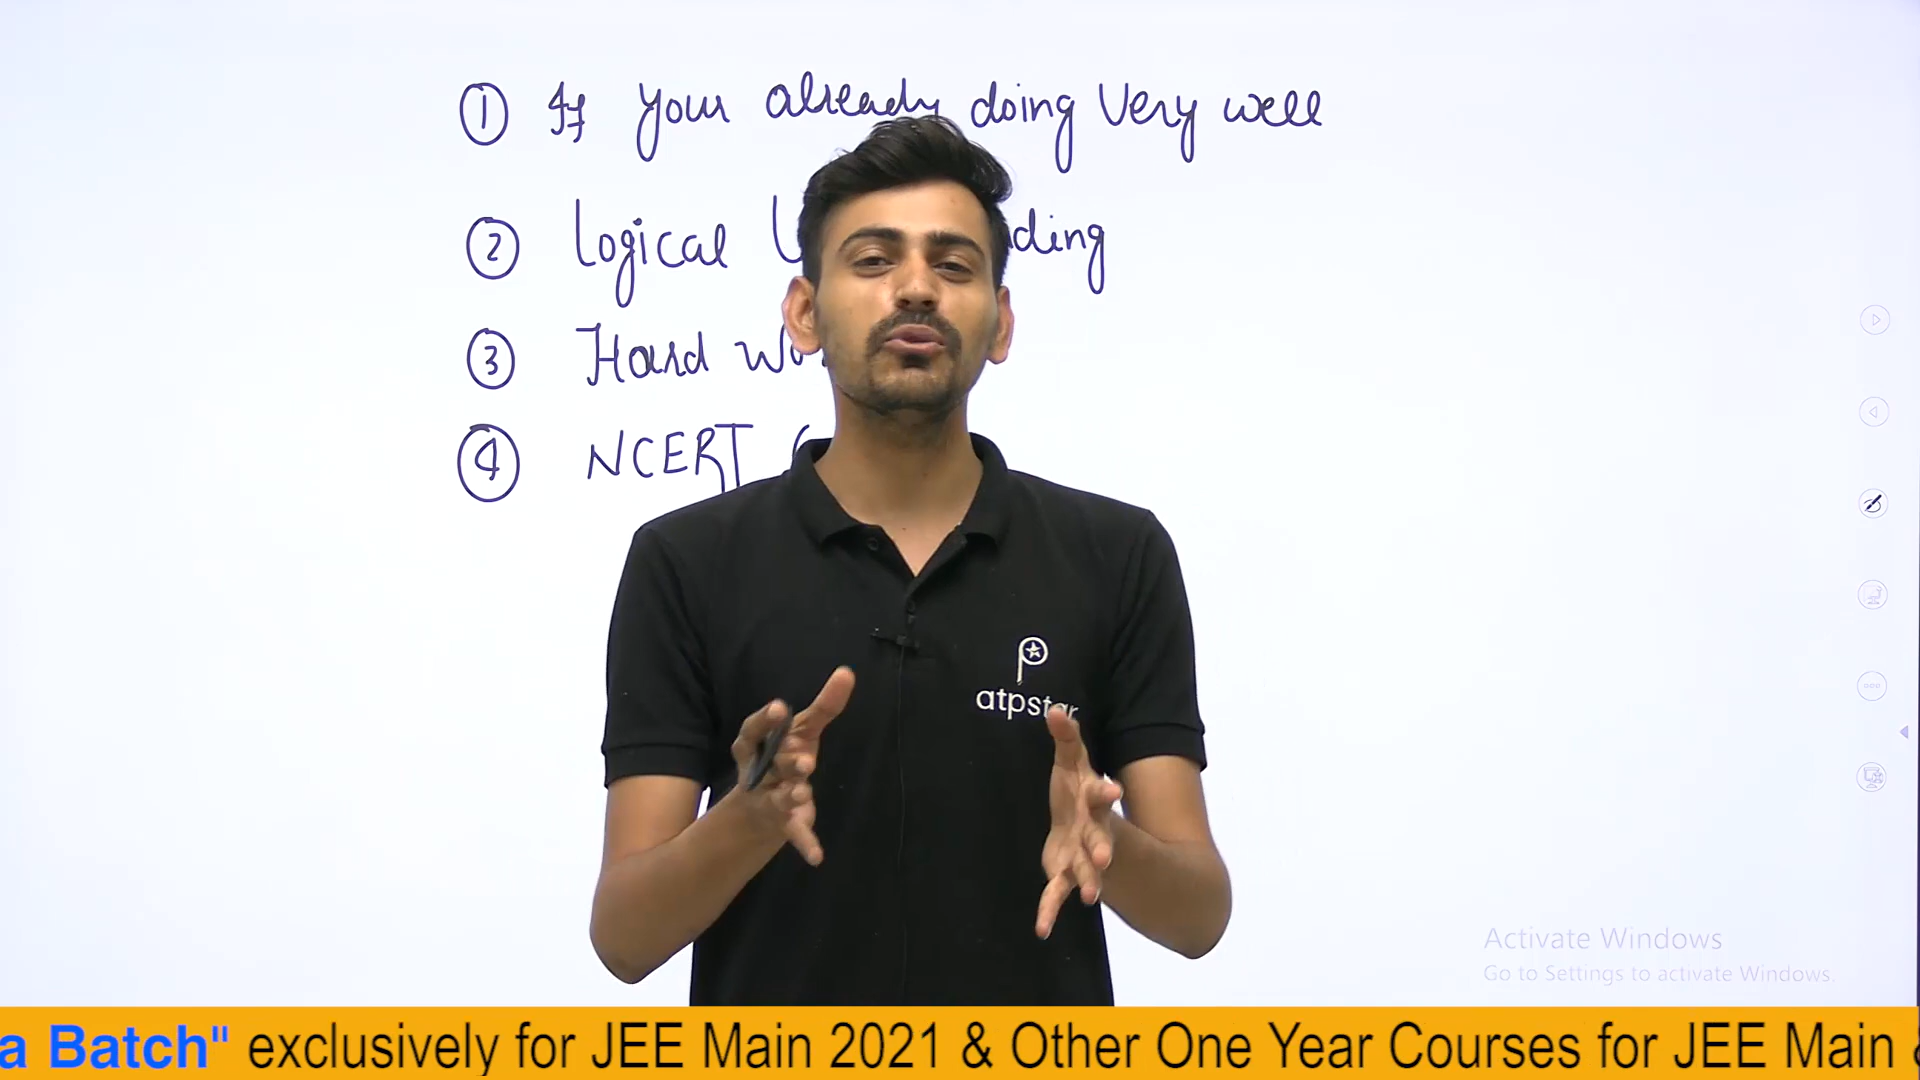 ① If your already doing Very well
② Logical
③ Hard
④ NCERT
atpstar
Activate Windows
Go to Settings to activate Windows.
a Batch" exclusively for JEE Main 2021 & Other One Year Courses for JEE Main &